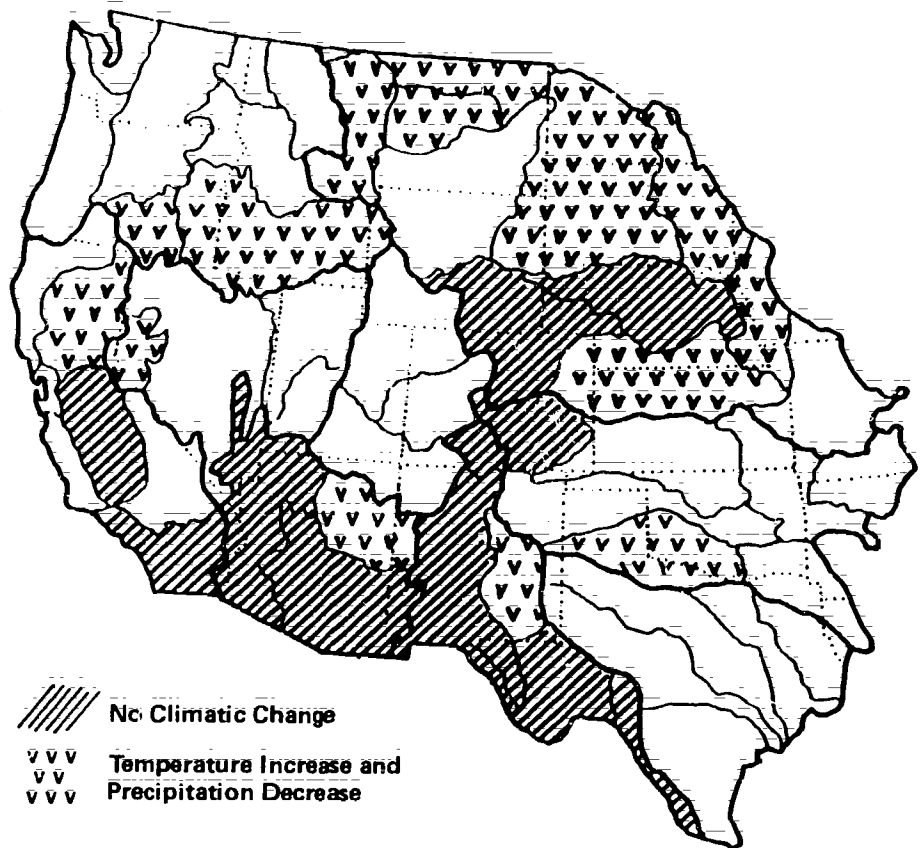 No Climatic Change
Temperature Increase and
Precipitation Decrease